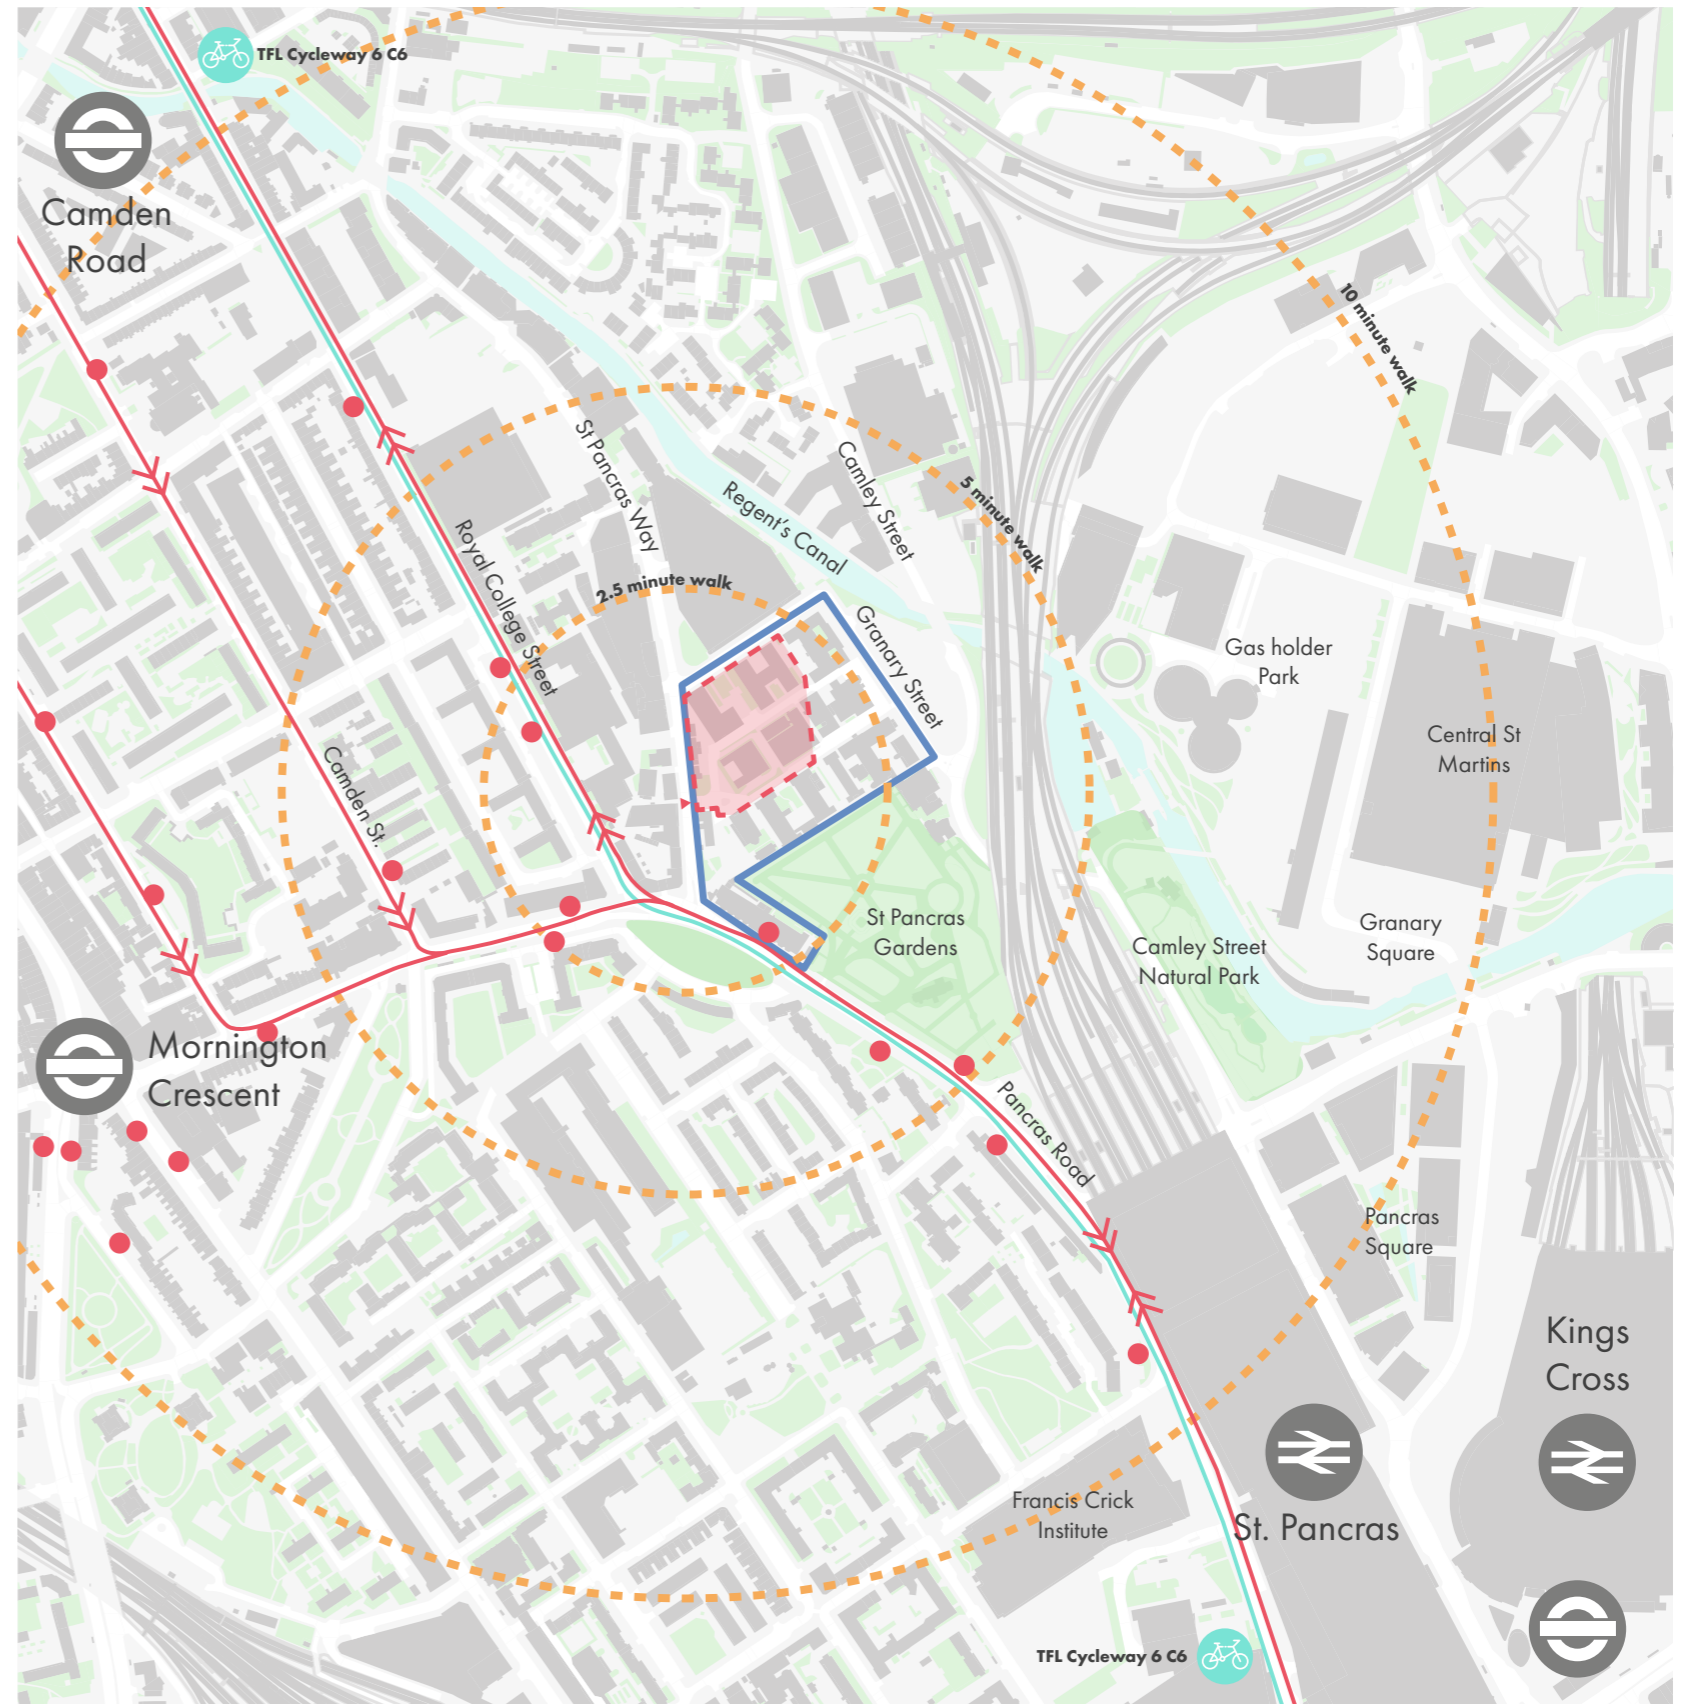 TFL Cycleway 6 C6
Camden
Road
10 minute walk
St Pancras Way
Camley Street
5 minute walk
Regent's Canal
Royal College Street
2.5 minute walk
Granary Street
Gas holder
Park
Central St
Martins
Camden St.
St Pancras
Gardens
Camley Street
Natural Park
Granary
Square
Mornington
Crescent
Pancras Road
Pancras
Square
Kings
Cross
Francis Crick
Institute
St. Pancras
TFL Cycleway 6 C6